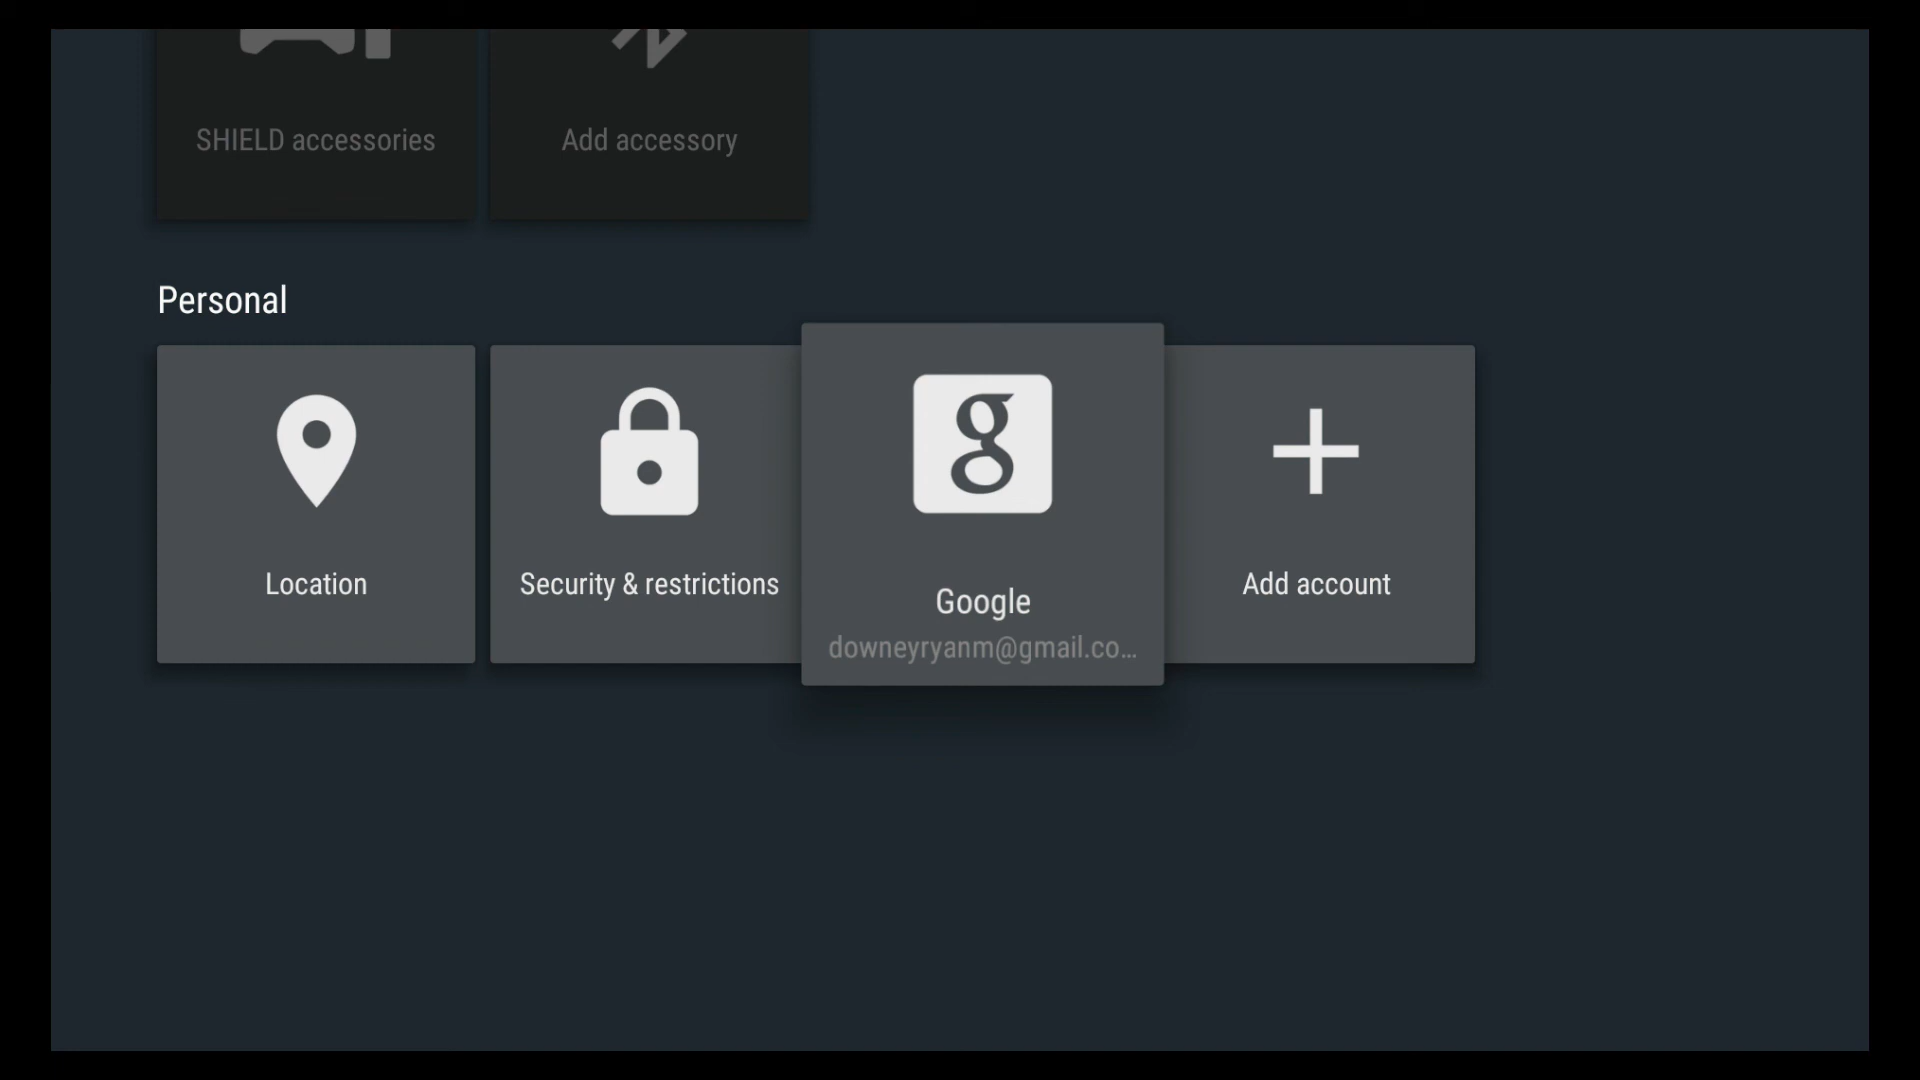 SHIELD accessories
Add accessory
Personal
Location
Security & restrictions
Google
downeyryanm@gmail.co...
Add account